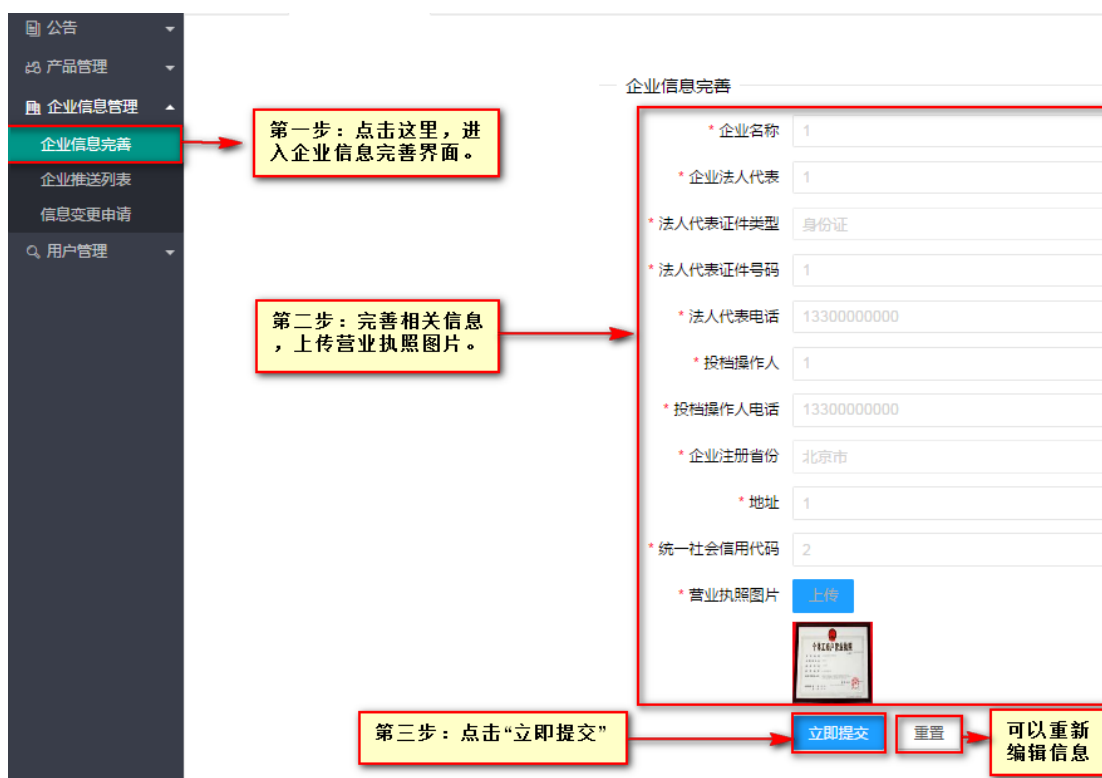 公告
产品管理
企业信息管理
企业信息完善
企业推送列表
信息变更申请
用户管理
第一步：点击这里，进
入企业信息完善界面。
第二步：完善相关信息
，上传营业执照图片。
企业信息完善
* 企业名称 1
* 企业法人代表 1
* 法人代表证件类型 身份证
* 法人代表证件号码 1
* 法人代表电话 13300000000
* 投档操作人 1
* 投档操作人电话 13300000000
* 企业注册省份 北京市
* 地址 1
* 统一社会信用代码 2
* 营业执照图片 上传
个体工商户营业执照
第三步：点击“立即提交”
立即提交 重置
可以重新
编辑信息